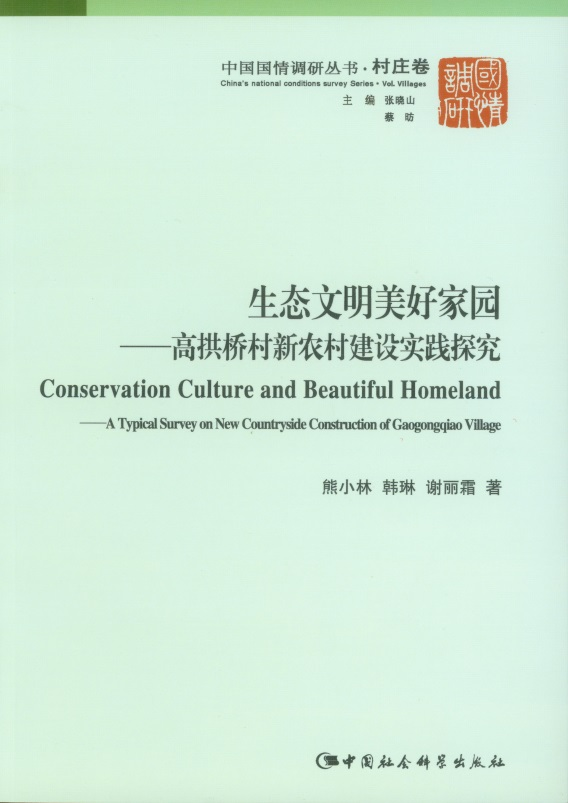 中国国情调研丛书·村庄卷
China's national conditions survey Series·Vol. Villages
主 编 张晓山
蔡 昉
國情
調研
生态文明美好家园
——高拱桥村新农村建设实践探究
Conservation Culture and Beautiful Homeland
——A Typical Survey on New Countryside Construction of Gaogongqiao Village
熊小林 韩琳 谢丽霜 著
中国社会科学出版社